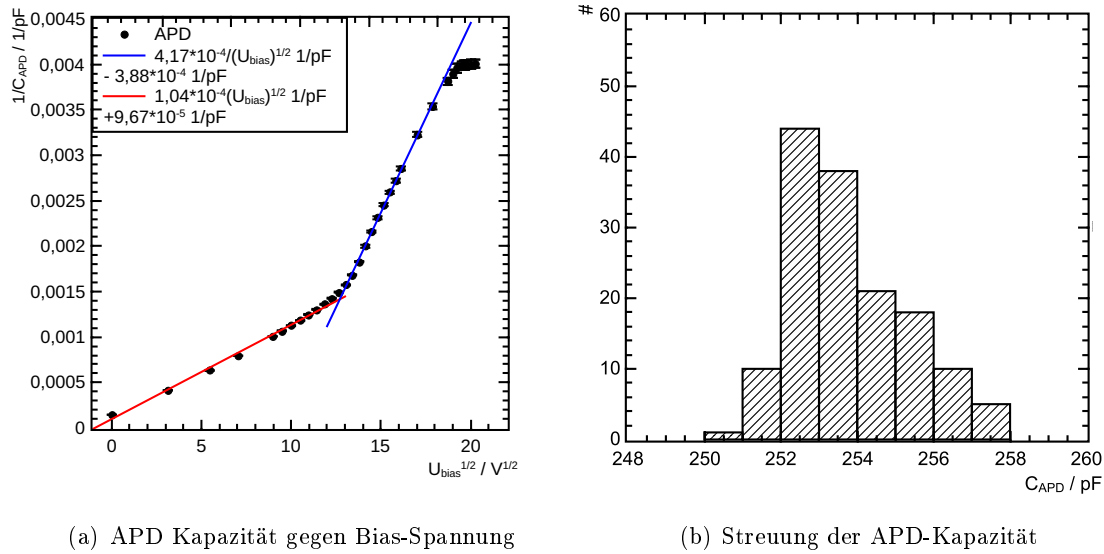 1/C_APD / 1/pF
0,0045
0,004
0,0035
0,003
0,0025
0,002
0,0015
0,001
0,0005
0
APD
4,17*10^-4/(U_bias)^1/2 1/pF
- 3,88*10^-4 1/pF
1,04*10^-4(U_bias)^1/2 1/pF
+9,67*10^-5 1/pF
0 5 10 15 20
U_bias^1/2 / V^1/2
(a) APD Kapazität gegen Bias-Spannung
#
60
50
40
30
20
10
0
248 250 252 254 256 258 260
C_APD / pF
(b) Streuung der APD-Kapazität